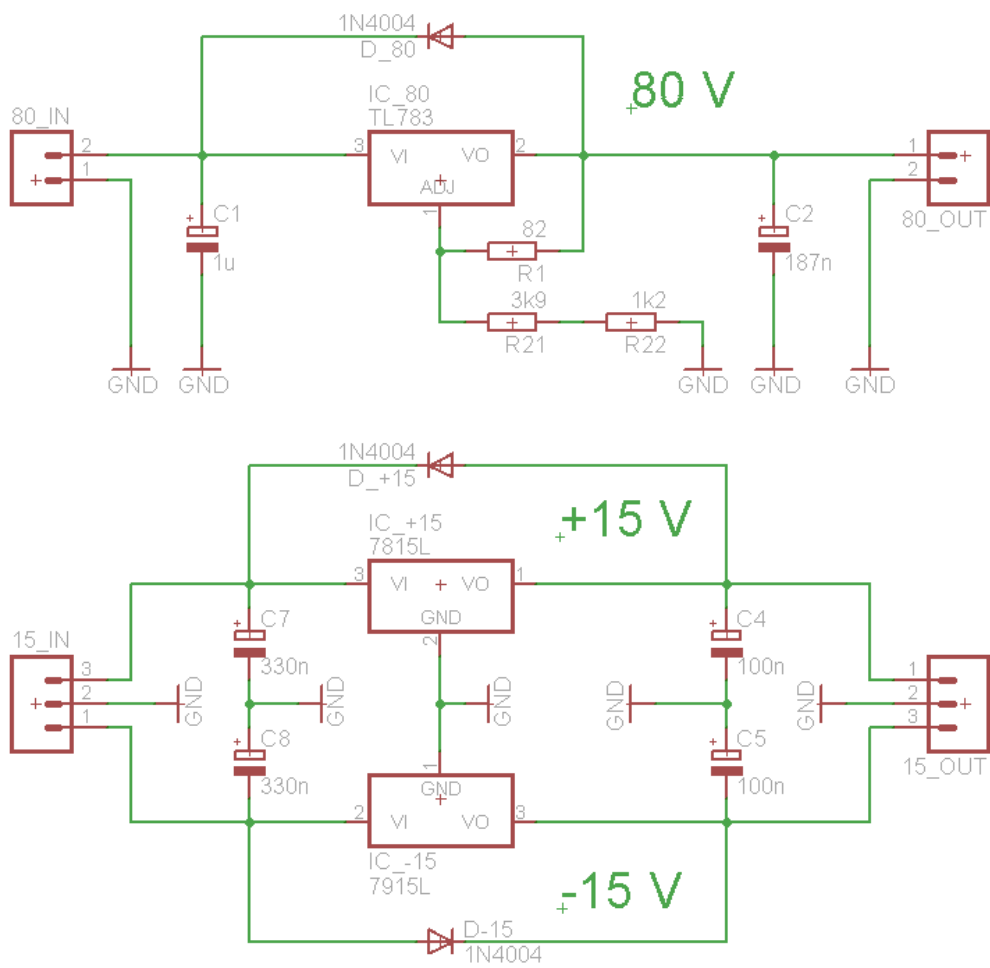 1N4004
D_80
IC_80
TL783
+80 V
80_IN
2
1
3
VI
VO
2
ADJ
1
1
2
80_OUT
C1
1u
82
R1
3k9
R21
1k2
R22
C2
187n
GND
GND
GND
GND
GND
1N4004
D_+15
IC_+15
7815L
+15 V
3
VI
VO
1
GND
2
15_IN
3
2
1
C7
330n
C4
100n
GND
GND
GND
GND
GND
1
2
3
15_OUT
C8
330n
C5
100n
1
GND
2
VI
VO
3
IC_-15
7915L
-15 V
D-15
1N4004